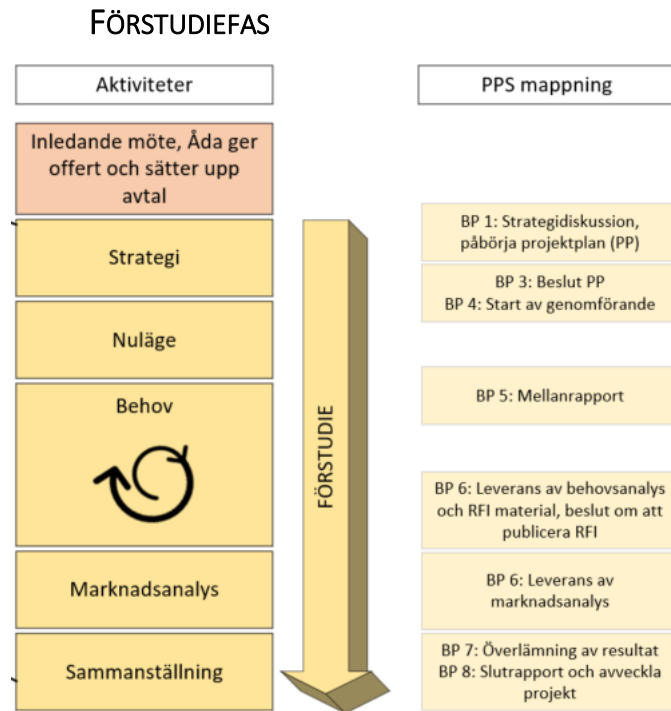 FÖRSTUDIEFAS
Aktiviteter
PPS mappning
Inledande möte, Åda ger
offert och sätter upp
avtal
Strategi
Nuläge
Behov
Marknadsanalys
Sammanställning
FÖRSTUDIE
BP 1: Strategidiskussion,
påbörja projektplan (PP)
BP 3: Beslut PP
BP 4: Start av genomförande
BP 5: Mellanrapport
BP 6: Leverans av behovsanalys
och RFI material, beslut om att
publicera RFI
BP 6: Leverans av
marknadsanalys
BP 7: Överlämning av resultat
BP 8: Slutrapport och avveckla
projekt